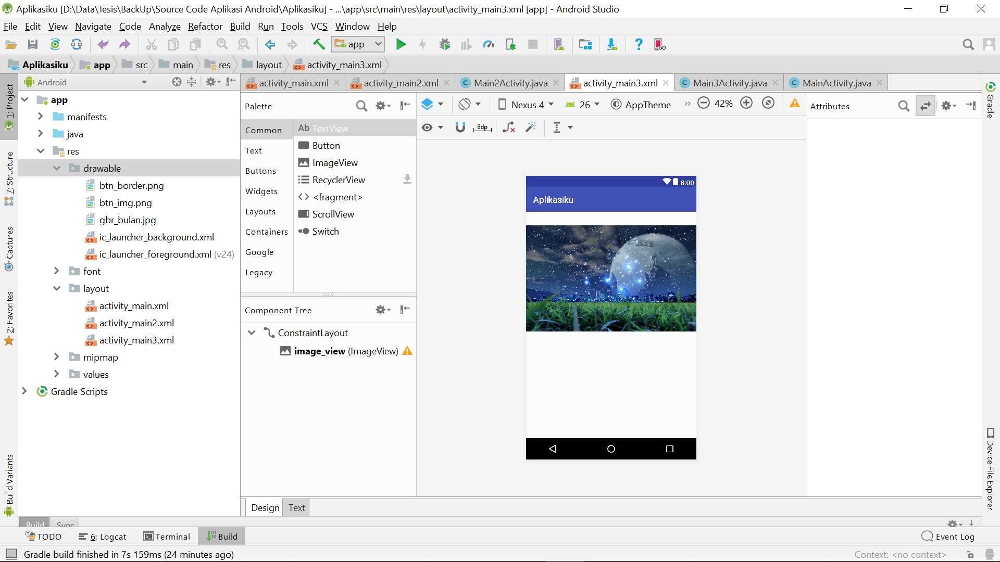 Aplikasiku [D:\Data\Tesis\BackUp\Source Code Aplikasi Android\Aplikasiku] - ...\app\src\main\res\layout\activity_main3.xml [app] - Android Studio
File Edit View Navigate Code Analyze Refactor Build Run Tools VCS Window Help
app
Aplikasiku app src main res layout activity_main3.xml
1: Project
7: Structure
Captures
2: Favorites
Build Variants
Android
app
manifests
java
res
drawable
btn_border.png
btn_img.png
gbr_bulan.jpg
ic_launcher_background.xml
ic_launcher_foreground.xml (v24)
font
layout
activity_main.xml
activity_main2.xml
activity_main3.xml
mipmap
values
Gradle Scripts
activity_main.xml activity_main2.xml Main2Activity.java activity_main3.xml Main3Activity.java MainActivity.java
Palette
Common
Text
Buttons
Widgets
Layouts
Containers
Google
Legacy
Ab TextView
Button
ImageView
RecyclerView
<fragment>
ScrollView
Switch
Component Tree
ConstraintLayout
image_view (ImageView)
Nexus 4 26 AppTheme » 42%
8dp
8:00
Aplikasiku
Attributes
Gradle
Device File Explorer
Design Text
Build Sync
TODO 6: Logcat Terminal Build Event Log
Gradle build finished in 7s 159ms (24 minutes ago) Context: <no context>